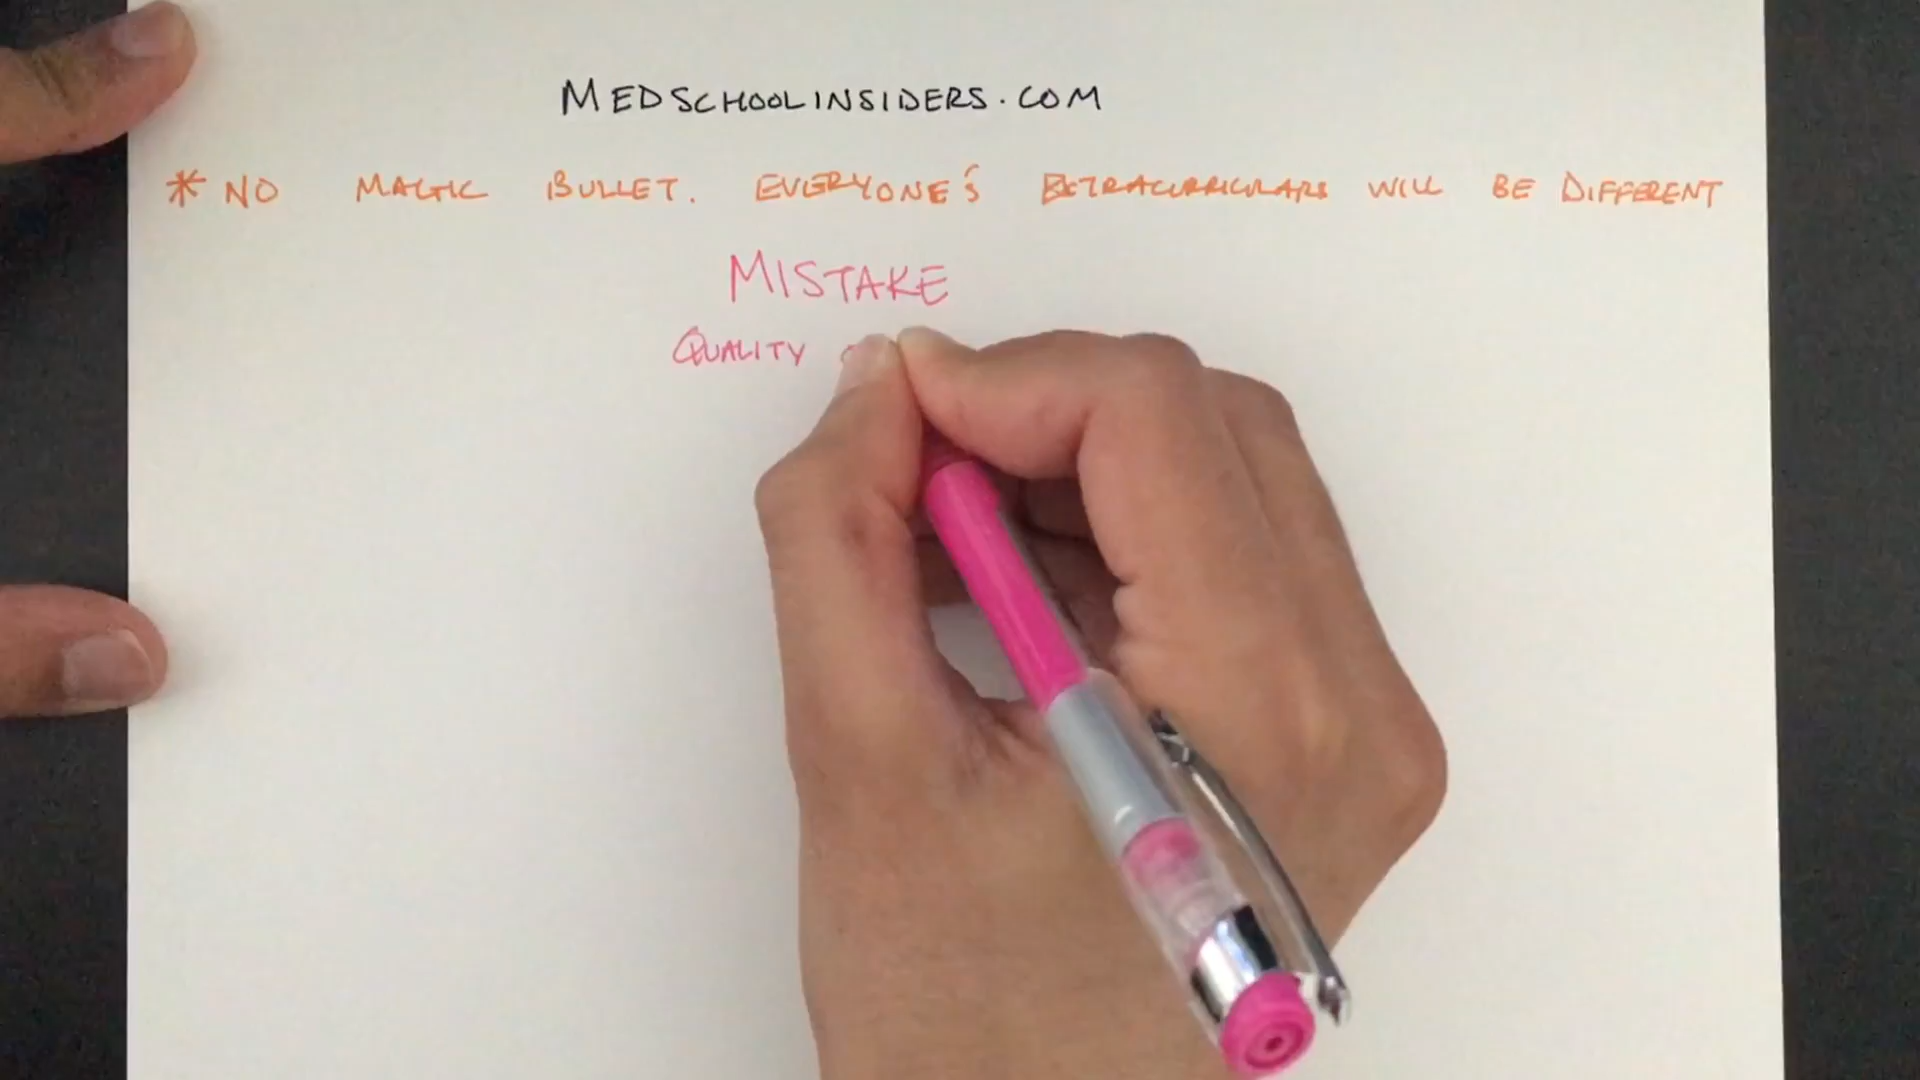 MEDSCHOOLINSIDERS.COM
* NO MAGIC BULLET. EVERYONE'S EXTRACURRICULARS WILL BE DIFFERENT
MISTAKE
QUALITY